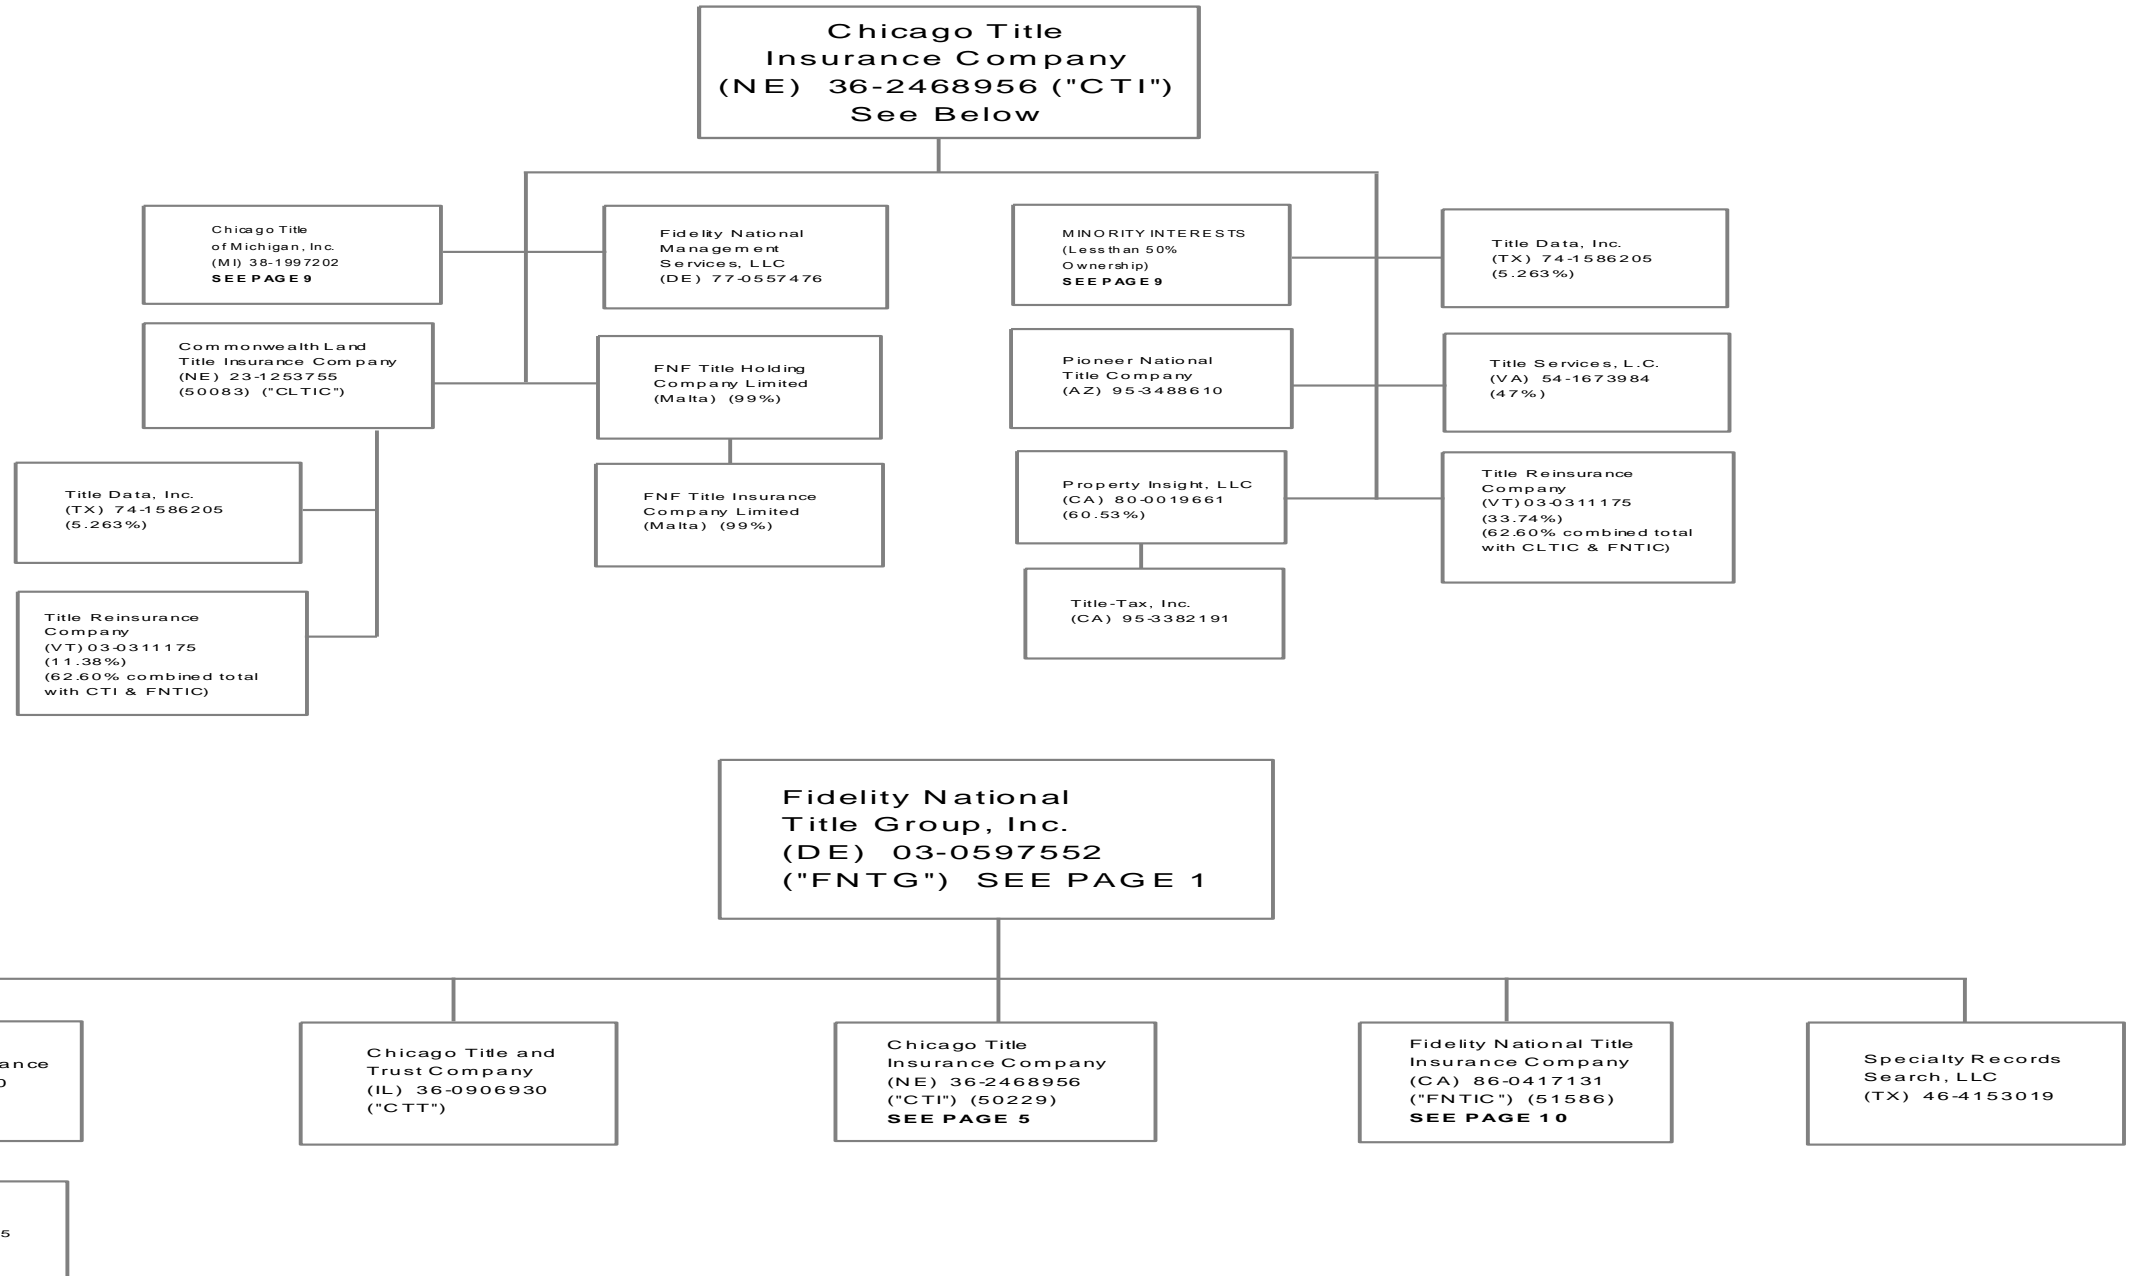 Chicago Title
Insurance Company
(NE) 36-2468956 ("CTI")
See Below
Chicago Title
of Michigan, Inc.
(MI) 38-1997202
SEE PAGE 9
Fidelity National
Management
Services, LLC
(DE) 77-0557476
MINORITY INTERESTS
(Less than 50%
Ownership)
SEE PAGE 9
Title Data, Inc.
(TX) 74-1586205
(5.263%)
Commonwealth Land
Title Insurance Company
(NE) 23-1253755
(50083) ("CLTIC")
FNF Title Holding
Company Limited
(Malta) (99%)
Pioneer National
Title Company
(AZ) 95-3488610
Title Services, L.C.
(VA) 54-1673984
(47%)
Title Data, Inc.
(TX) 74-1586205
(5.263%)
FNF Title Insurance
Company Limited
(Malta) (99%)
Property Insight, LLC
(CA) 80-0019661
(60.53%)
Title Reinsurance
Company
(VT) 03-0311175
(33.74%)
(62.60% combined total
with CLTIC & FNTIC)
Title Reinsurance
Company
(VT) 03-0311175
(11.38%)
(62.60% combined total
with CTI & FNTIC)
Title-Tax, Inc.
(CA) 95-3382191
Fidelity National
Title Group, Inc.
(DE) 03-0597552
("FNTG") SEE PAGE 1
ance
0
Chicago Title and
Trust Company
(IL) 36-0906930
("CTT")
Chicago Title
Insurance Company
(NE) 36-2468956
("CTI") (50229)
SEE PAGE 5
Fidelity National Title
Insurance Company
(CA) 86-0417131
("FNTIC") (51586)
SEE PAGE 10
Specialty Records
Search, LLC
(TX) 46-4153019
5